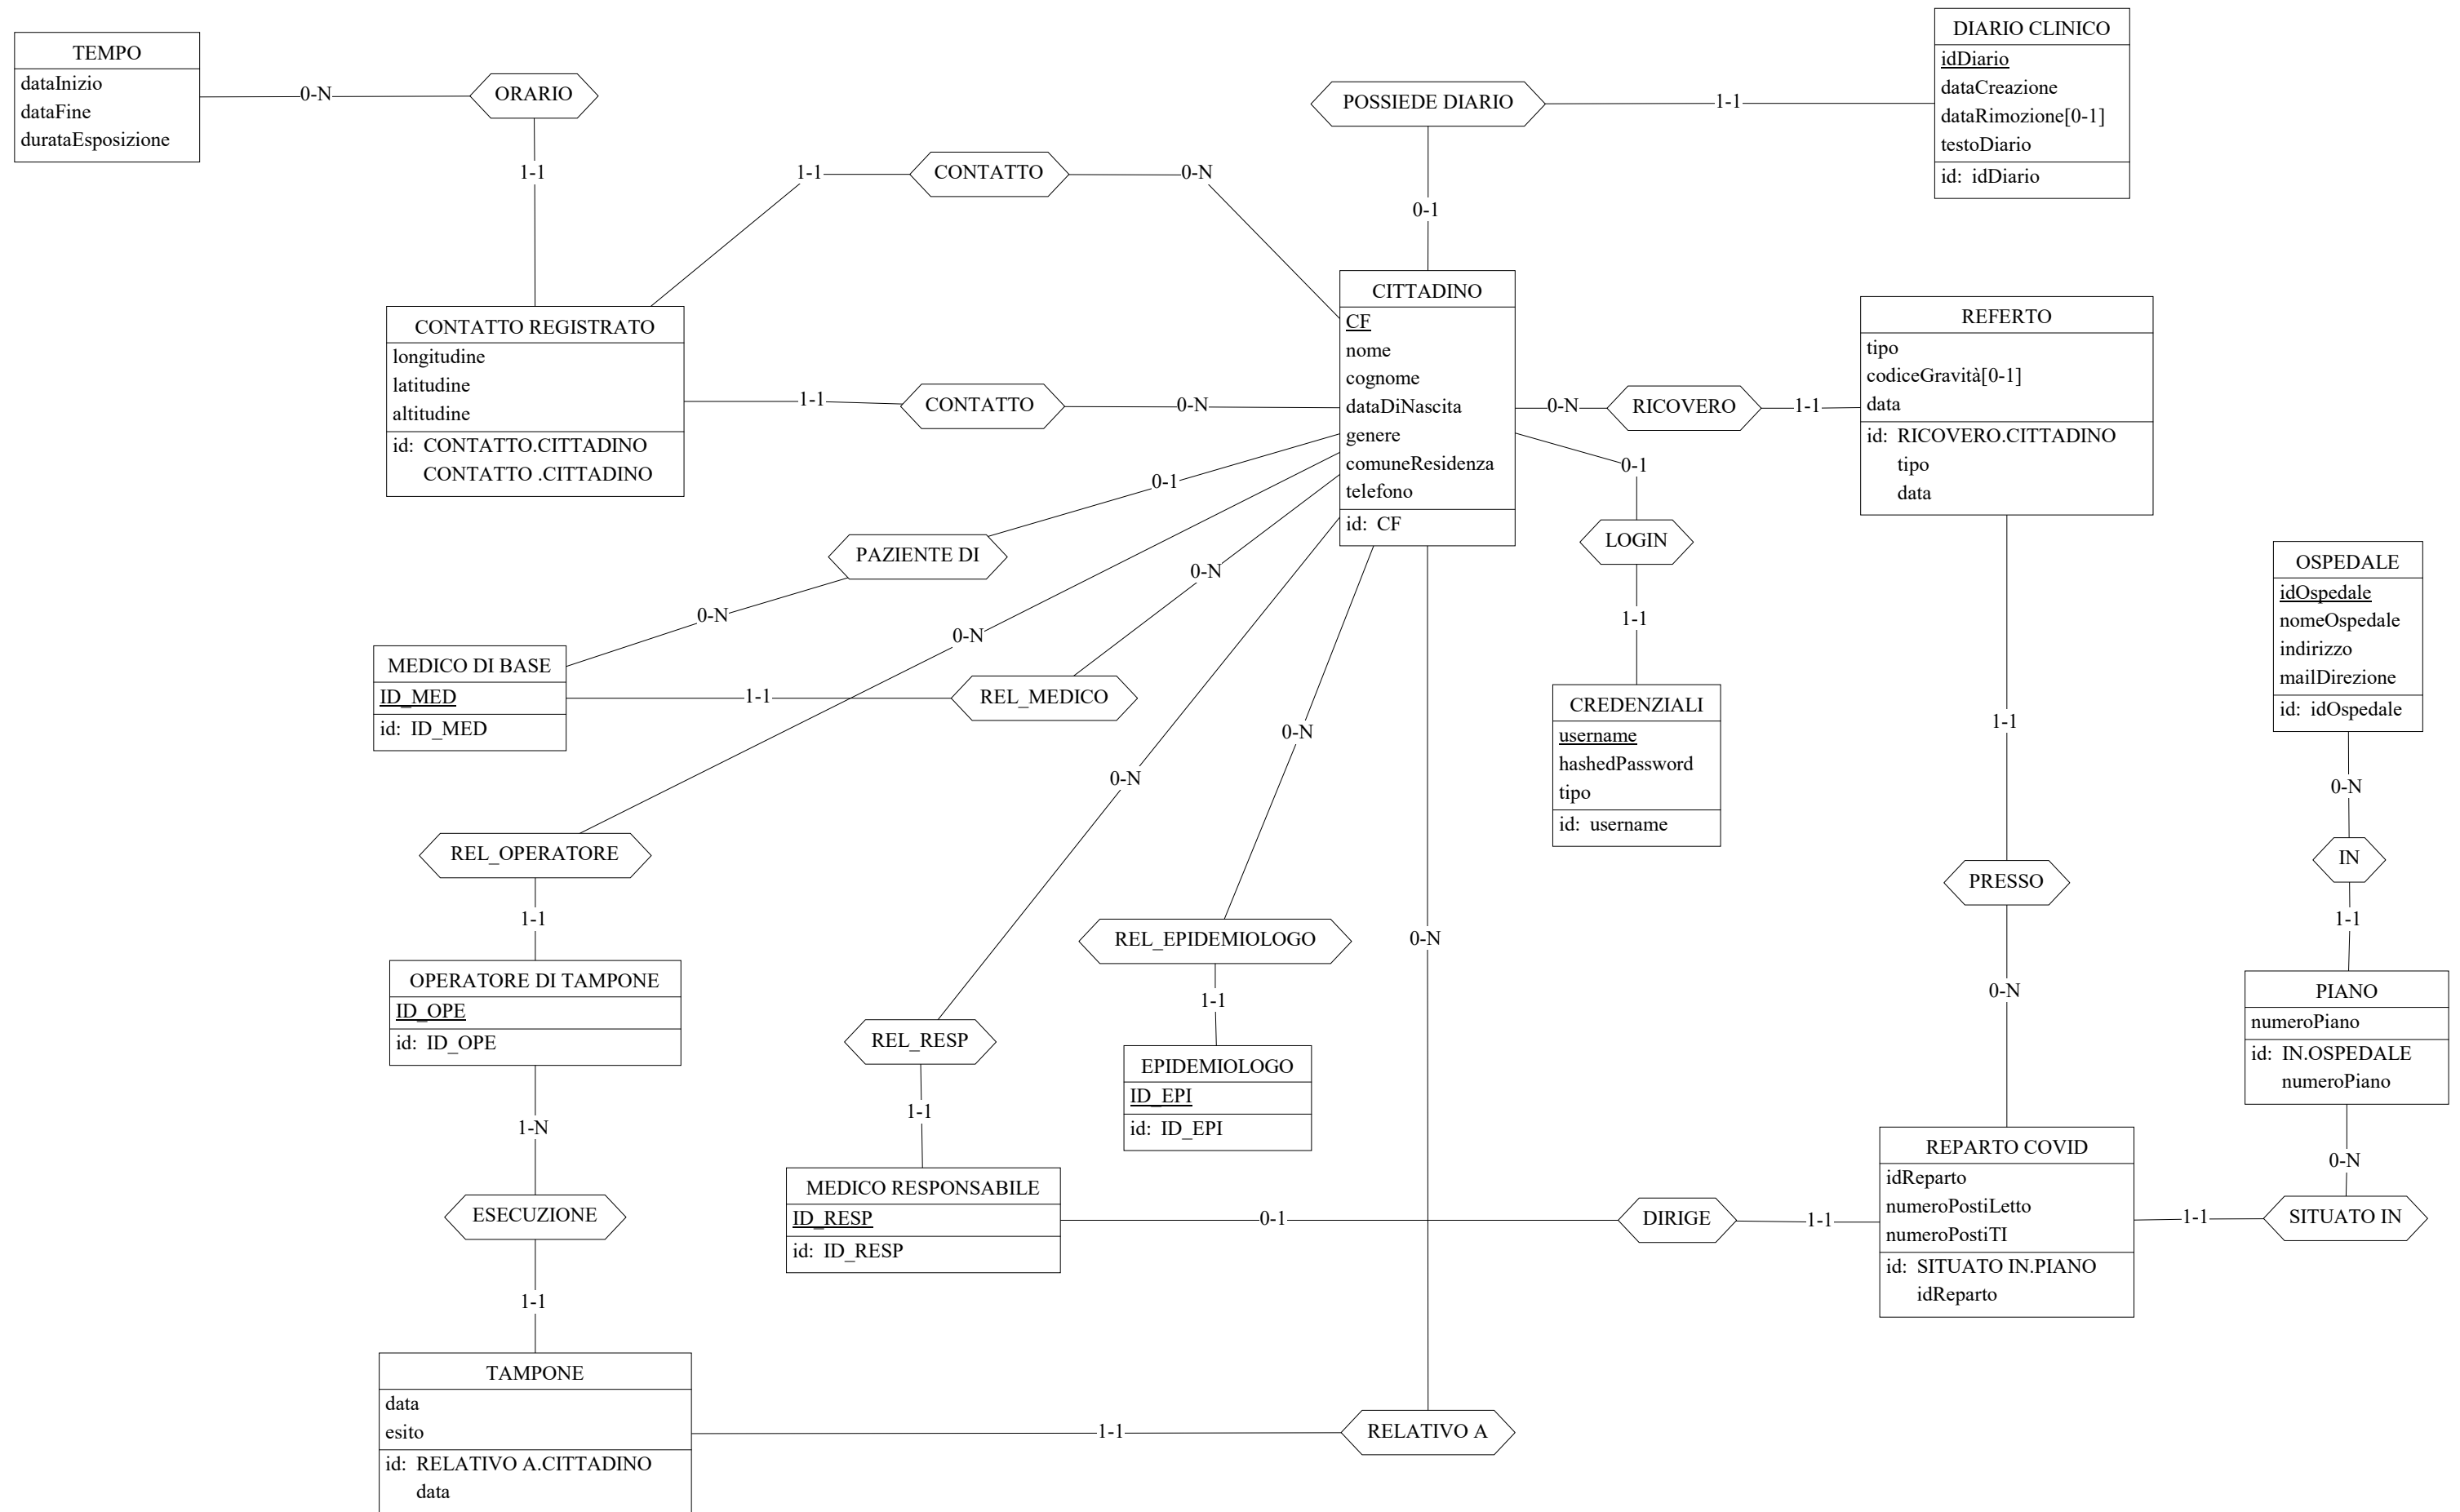 TEMPO
dataInizio
dataFine
durataEsposizione
0-N
ORARIO
1-1
POSSIEDE DIARIO
1-1
0-1
DIARIO CLINICO
idDiario
dataCreazione
dataRimozione[0-1]
testoDiario
id: idDiario
1-1
CONTATTO
0-N
CONTATTO REGISTRATO
longitudine
latitudine
altitudine
id: CONTATTO.CITTADINO
CONTATTO .CITTADINO
1-1
CONTATTO
0-N
CITTADINO
CF
nome
cognome
dataDiNascita
genere
comuneResidenza
telefono
id: CF
0-N
RICOVERO
1-1
REFERTO
tipo
codiceGravità[0-1]
data
id: RICOVERO.CITTADINO
tipo
data
0-1
PAZIENTE DI
0-N
0-1
LOGIN
1-1
CREDENZIALI
username
hashedPassword
tipo
id: username
OSPEDALE
idOspedale
nomeOspedale
indirizzo
mailDirezione
id: idOspedale
0-N
IN
1-1
MEDICO DI BASE
ID_MED
id: ID_MED
1-1
REL_MEDICO
0-N
0-N
REL_OPERATORE
1-1
OPERATORE DI TAMPONE
ID_OPE
id: ID_OPE
1-N
ESECUZIONE
1-1
0-N
REL_RESP
1-1
0-N
REL_EPIDEMIOLOGO
1-1
EPIDEMIOLOGO
ID_EPI
id: ID_EPI
0-N
1-1
PRESSO
0-N
PIANO
numeroPiano
id: IN.OSPEDALE
numeroPiano
0-N
SITUATO IN
1-1
MEDICO RESPONSABILE
ID_RESP
id: ID_RESP
0-1
DIRIGE
1-1
REPARTO COVID
idReparto
numeroPostiLetto
numeroPostiTI
id: SITUATO IN.PIANO
idReparto
TAMPONE
data
esito
id: RELATIVO A.CITTADINO
data
1-1
RELATIVO A